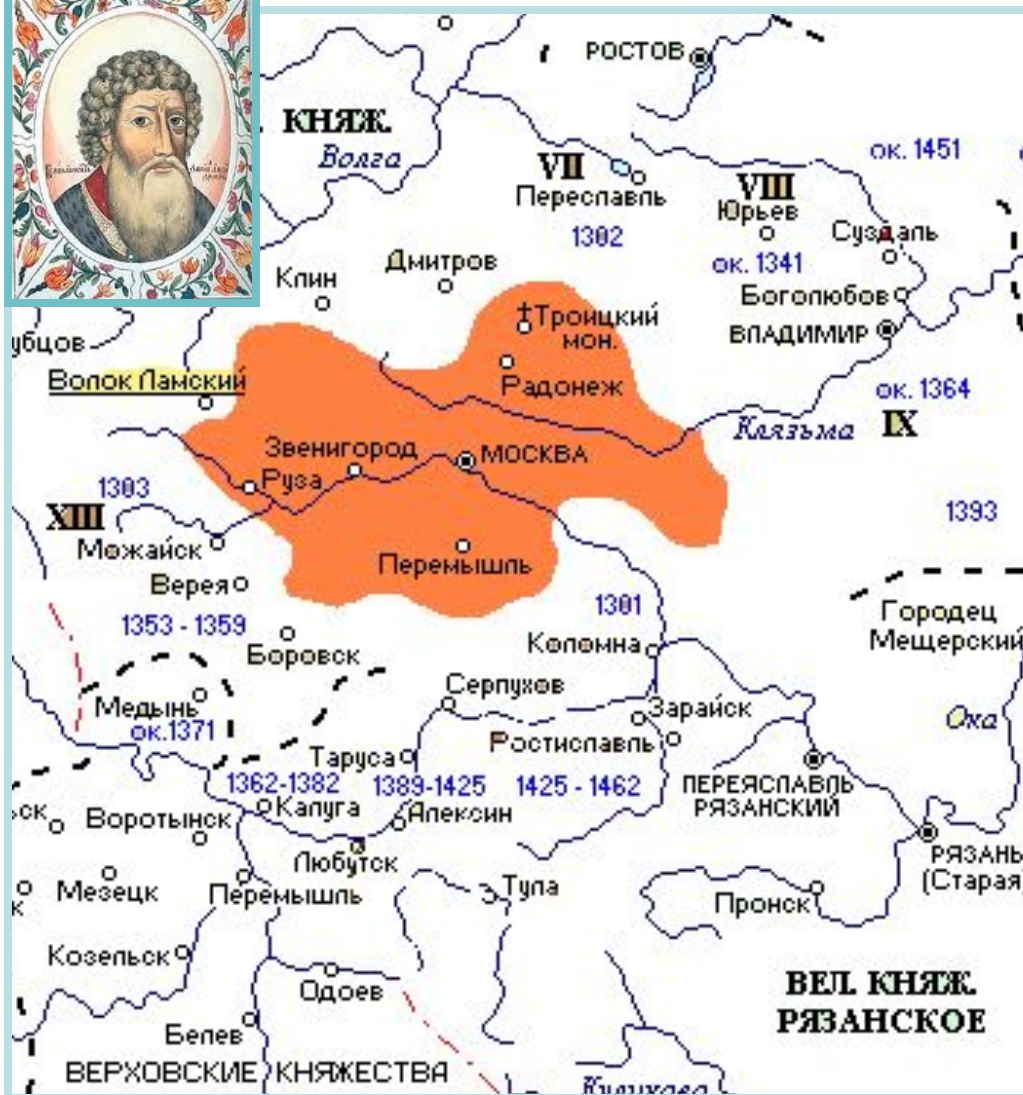 РОСТОВ
. КНЯЖ.
Волга
VII
Переславль
1302
ок. 1451
VIII
Юрьев
Суздаль
ок. 1341
Боголюбов
ВЛАДИМИР
Клин
Дмитров
Троицкий
мон.
Радонеж
убцов
Волок Ламский
ок. 1364
Клязьма
IX
Звенигород
МОСКВА
Руза
1303
XIII
Можайск
Верея
Перемышль
1393
1301
Городец
Мещерский
1353 - 1359
Боровск
Коломна
Медынь
ок.1371
Серпухов
Зарайск
Ока
Таруса
Ростиславль
1362-1382
1389-1425
1425 - 1462
ПЕРЕЯСЛАВЛЬ
РЯЗАНСКИЙ
ьск
Воротынск
Калуга
Алексин
Любутск
РЯЗАНЬ
(Старая)
к
Мезецк
Перемышль
Тула
Пронск
Козельск
Одоев
ВЕЛ. КНЯЖ.
РЯЗАНСКОЕ
Белев
ВЕРХОВСКИЕ КНЯЖЕСТВА